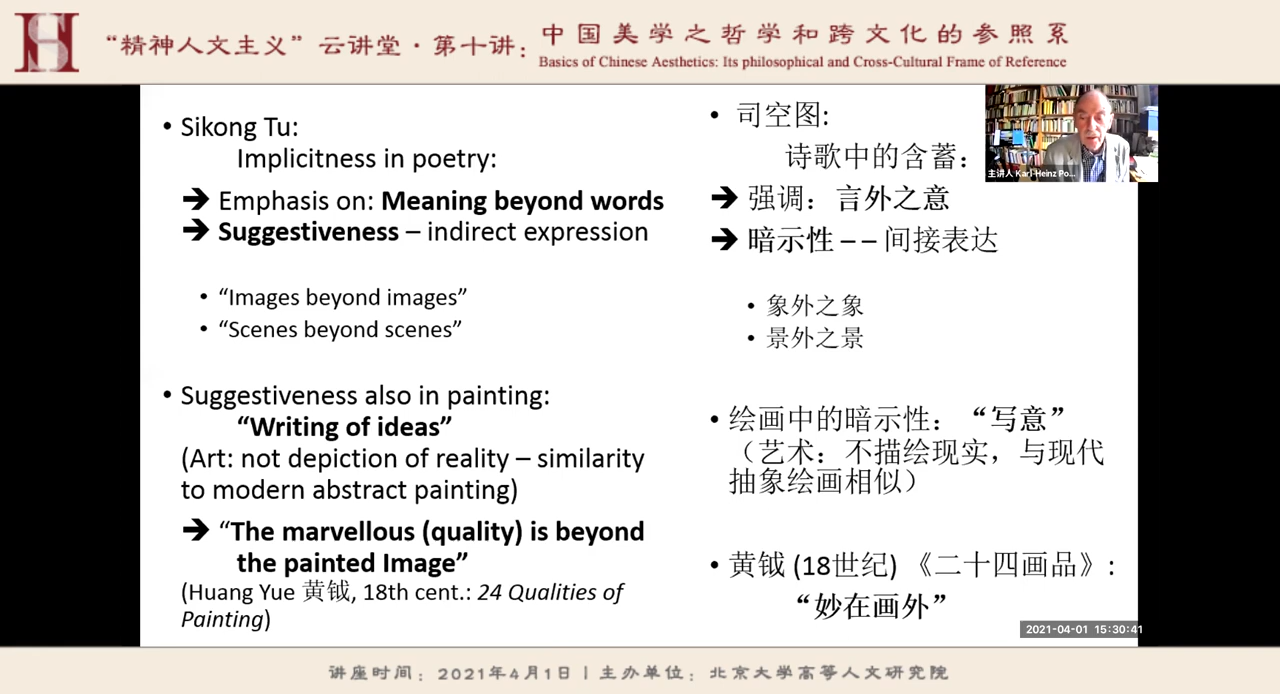 “精神人文主义”云讲堂·第十讲:
中国美学之哲学和跨文化的参照系
Basics of Chinese Aesthetics: Its philosophical and Cross-Cultural Frame of Reference
• Sikong Tu:
Implicitness in poetry:
➔ Emphasis on: Meaning beyond words
➔ Suggestiveness – indirect expression
• “Images beyond images”
• “Scenes beyond scenes”
• Suggestiveness also in painting:
“Writing of ideas”
(Art: not depiction of reality – similarity
to modern abstract painting)
➔ “The marvellous (quality) is beyond
the painted Image”
(Huang Yue 黄钺, 18th cent.: 24 Qualities of
Painting)
• 司空图:
诗歌中的含蓄:
➔ 强调:言外之意
➔ 暗示性 – – 间接表达
• 象外之象
• 景外之景
• 绘画中的暗示性:“写意”
(艺术:不描绘现实,与现代
抽象绘画相似)
• 黄钺 (18世纪) 《二十四画品》:
“妙在画外”
主讲人 Karl-Heinz Po...
2021-04-01 15:30:41
讲座时间:2021年4月1日 | 主办单位:北京大学高等人文研究院